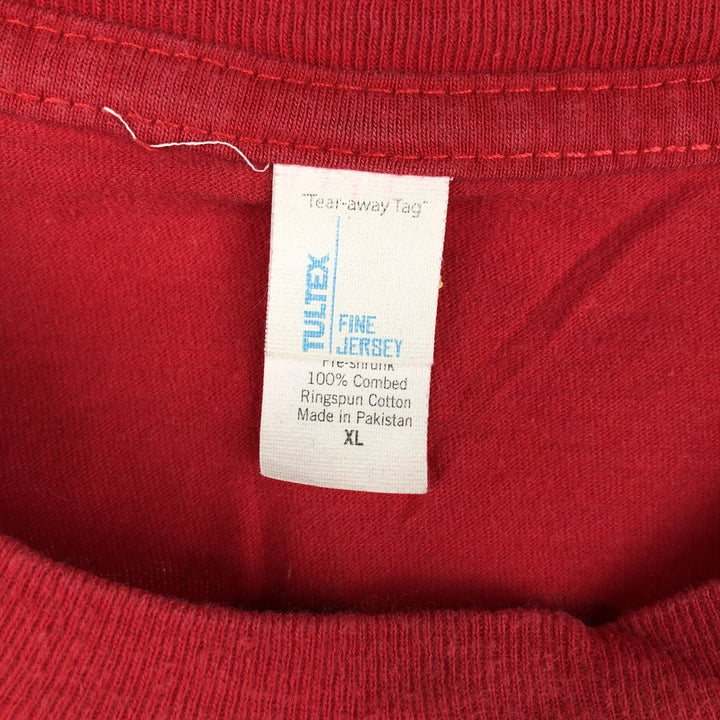 "Tear-away Tag"
TULTEX
FINE
JERSEY
Pre-shrunk
100% Combed
Ringspun Cotton
Made in Pakistan
XL